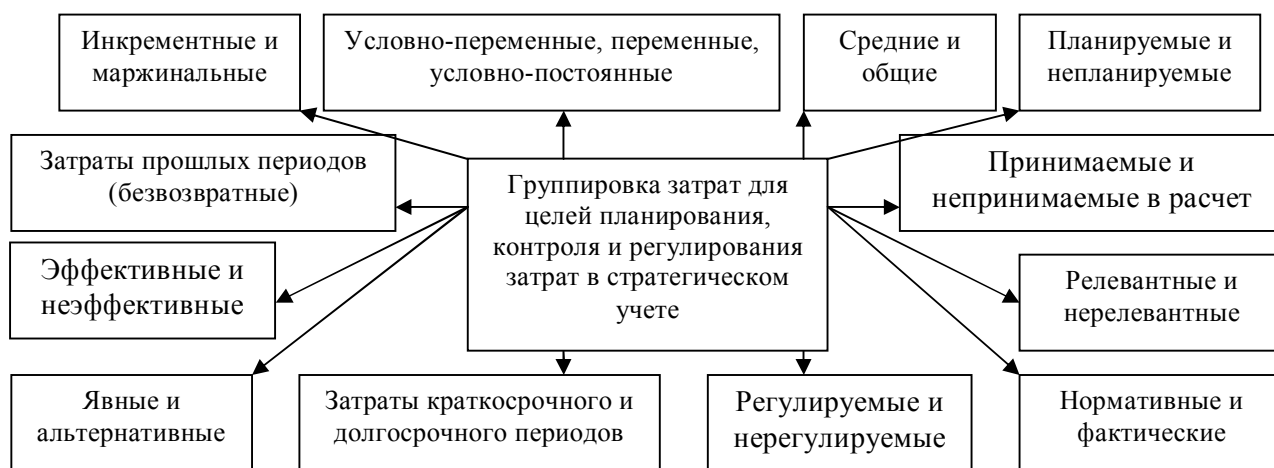 Инкрементные и
маржинальные
Условно-переменные, переменные,
условно-постоянные
Средние и
общие
Планируемые и
непланируемые
Затраты прошлых периодов
(безвозвратные)
Группировка затрат для
целей планирования,
контроля и регулирования
затрат в стратегическом
учете
Принимаемые и
непринимаемые в расчет
Эффективные и
неэффективные
Релевантные и
нерелевантные
Явные и
альтернативные
Затраты краткосрочного и
долгосрочного периодов
Регулируемые и
нерегулируемые
Нормативные и
фактические